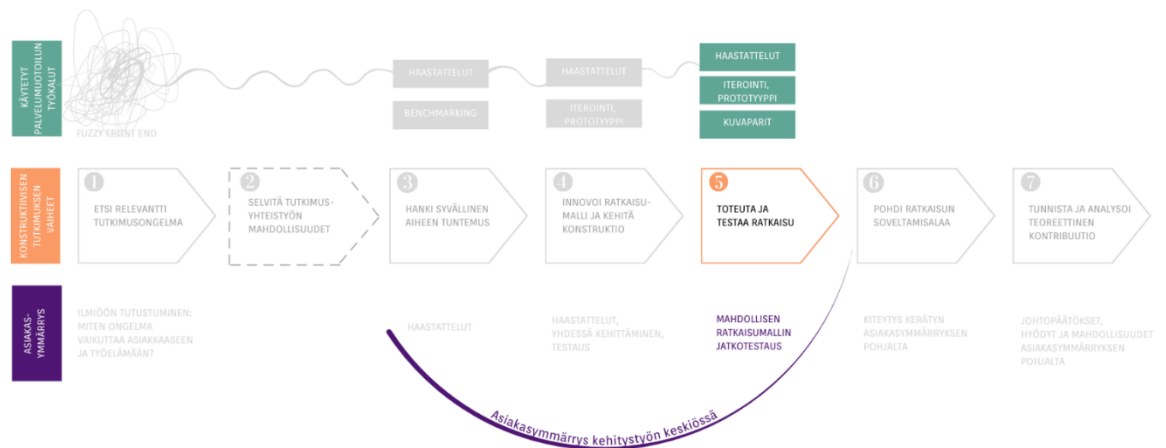 KÄYTETYT
PALVELUMUOTOILUN
TYÖKALUT
FUZZY FRONT END
HAASTATTELUT
BENCHMARKING
HAASTATTELUT
ITEROINTI,
PROTOTYYPPI
HAASTATTELUT
ITEROINTI,
PROTOTYYPPI
KUVAPARIT
KONSTRUKTIIVISEN
TUTKIMUKSEN
VAIHEET
1
ETSI RELEVANTTI
TUTKIMUSONGELMA
2
SELVITÄ TUTKIMUS-
YHTEISTYÖN
MAHDOLLISUUDET
3
HANKI SYVÄLLINEN
AIHEEN TUNTEMUS
4
INNOVOI RATKAISU-
MALLI JA KEHITÄ
KONSTRUKTIO
5
TOTEUTA JA
TESTAA RATKAISU
6
POHDI RATKAISUN
SOVELTAMISALAA
7
TUNNISTA JA ANALYSOI
TEOREETTINEN
KONTRIBUUTIO
ASIAKAS-
YMMÄRRYS
ILMIÖÖN TUTUSTUMINEN:
MITEN ONGELMA
VAIKUTTAA ASIAKKAASEEN
JA TYÖELÄMÄÄN?
HAASTATTELUT
HAASTATTELUT,
YHDESSÄ KEHITTÄMINEN,
TESTAUS
MAHDOLLISEN
RATKAISUMALLIN
JATKOTESTAUS
KITEYTYS KERÄTYN
ASIAKASYMMÄRRYKSEN
POHJALTA
JOHTOPÄÄTÖKSET,
HYÖDYT JA MAHDOLLISUUDET
ASIAKASYMMÄRRYKSEN
POHJALTA
Asiakasymmärrys kehitystyön keskiössä